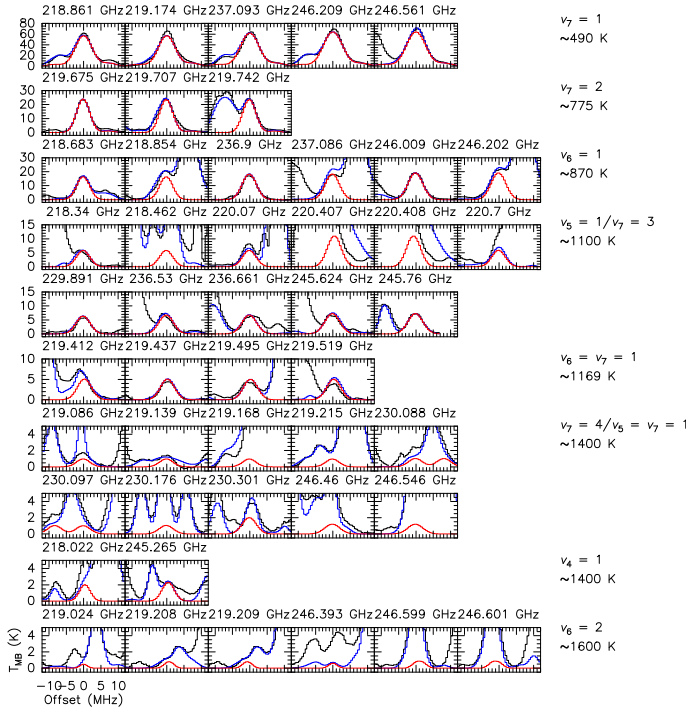 218.861 GHz 219.174 GHz 237.093 GHz 246.209 GHz 246.561 GHz
80
60
40
20
0
v7 = 1
~490 K
219.675 GHz 219.707 GHz 219.742 GHz
30
20
10
0
v7 = 2
~775 K
218.683 GHz 218.854 GHz 236.9 GHz 237.086 GHz 246.009 GHz 246.202 GHz
30
20
10
0
v6 = 1
~870 K
218.34 GHz 218.462 GHz 220.07 GHz 220.407 GHz 220.408 GHz 220.7 GHz
15
10
5
0
v5 = 1/v7 = 3
~1100 K
229.891 GHz 236.53 GHz 236.661 GHz 245.624 GHz 245.76 GHz
15
10
5
0
219.412 GHz 219.437 GHz 219.495 GHz 219.519 GHz
10
5
0
v6 = v7 = 1
~1169 K
219.086 GHz 219.139 GHz 219.168 GHz 219.215 GHz 230.088 GHz
4
2
0
v7 = 4/v5 = v7 = 1
~1400 K
230.097 GHz 230.176 GHz 230.301 GHz 246.46 GHz 246.546 GHz
4
2
0
218.022 GHz 245.265 GHz
4
2
0
v4 = 1
~1400 K
219.024 GHz 219.208 GHz 219.209 GHz 246.393 GHz 246.599 GHz 246.601 GHz
4
2
0
v6 = 2
~1600 K
TMB (K)
−10−5 0 5 10
Offset (MHz)